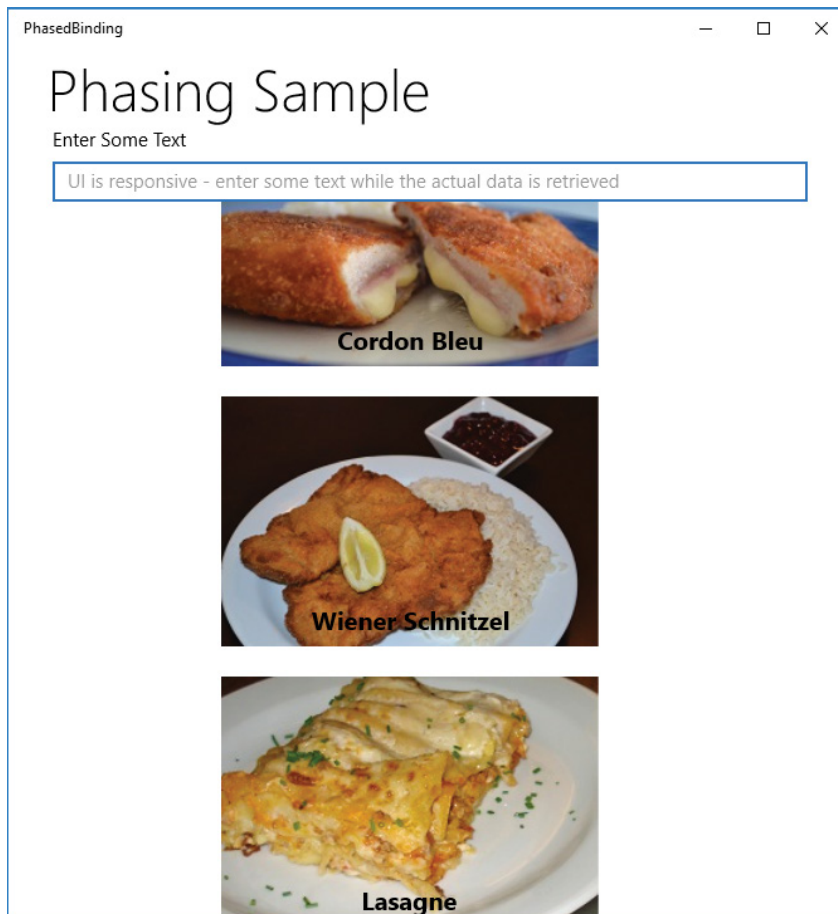 PhasedBinding
Phasing Sample
Enter Some Text
UI is responsive - enter some text while the actual data is retrieved
Cordon Bleu
Wiener Schnitzel
Lasagne